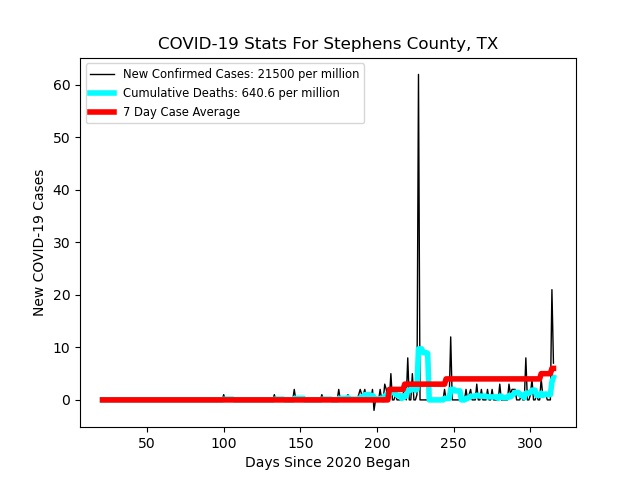 COVID-19 Stats For Stephens County, TX
New Confirmed Cases: 21500 per million
Cumulative Deaths: 640.6 per million
7 Day Case Average
New COVID-19 Cases
60
50
40
30
20
10
0
50 100 150 200 250 300
Days Since 2020 Began